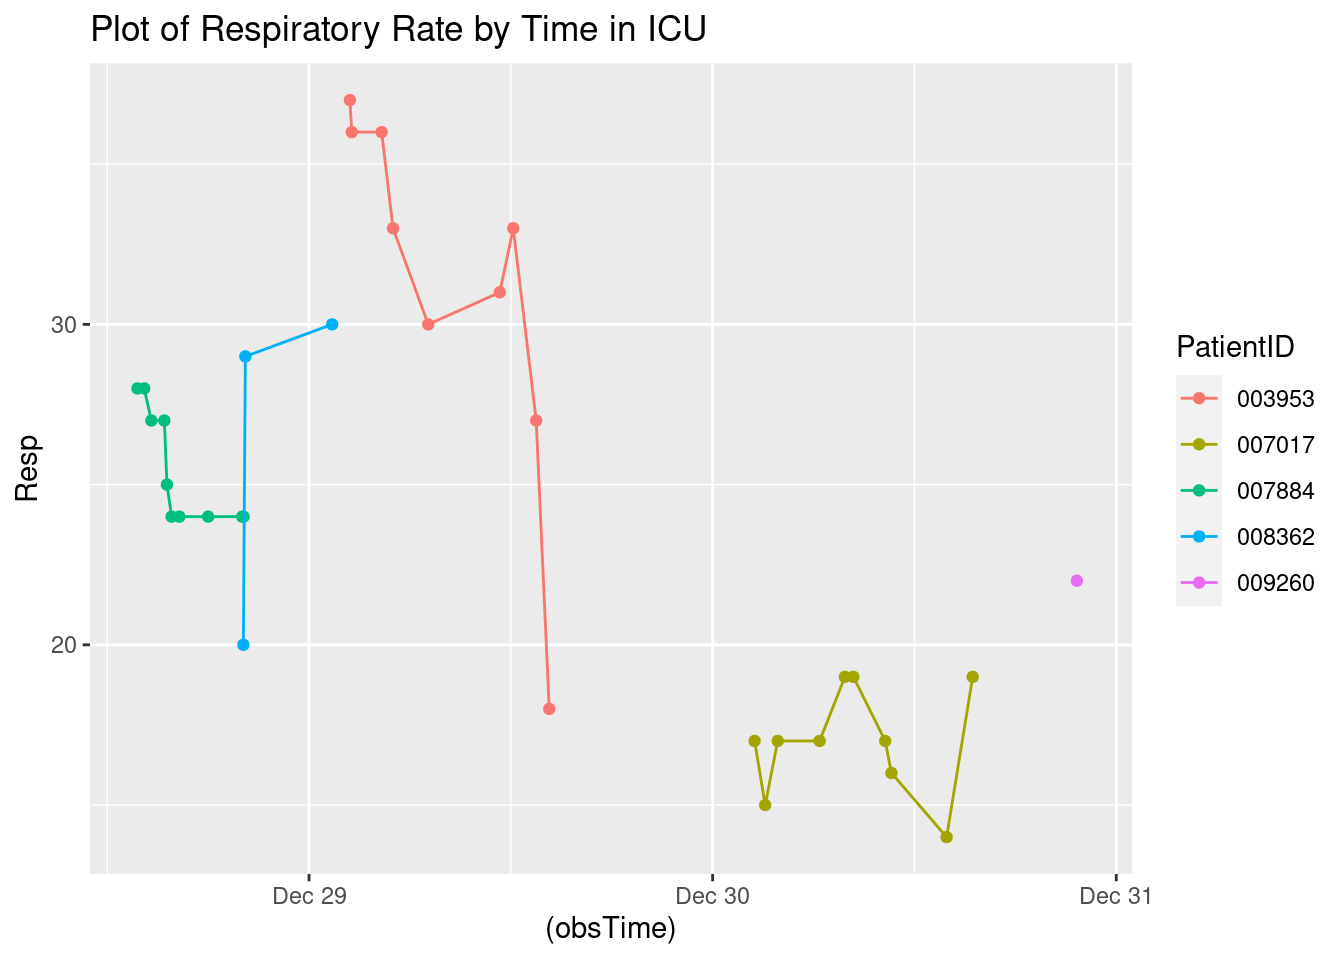 Plot of Respiratory Rate by Time in ICU
Resp
30
20
Dec 29
Dec 30
Dec 31
(obsTime)
PatientID
003953
007017
007884
008362
009260